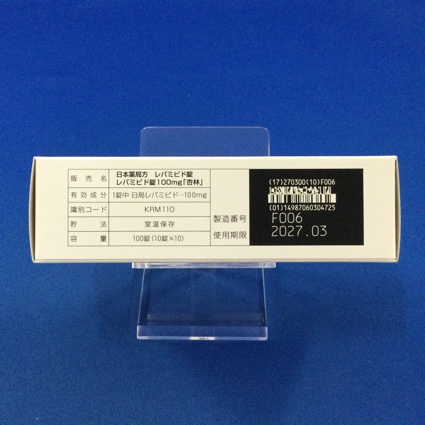 販売名 日本薬局方 レバミピド錠
レバミピド錠100mg「杏林」
有効成分 1錠中 日局レバミピド…100mg
識別コード KRM110
貯法 室温保存
容量 100錠(10錠×10)
製造番号
使用期限
(17)270300(10)F006
(01)14987060304725
F006
2027.03